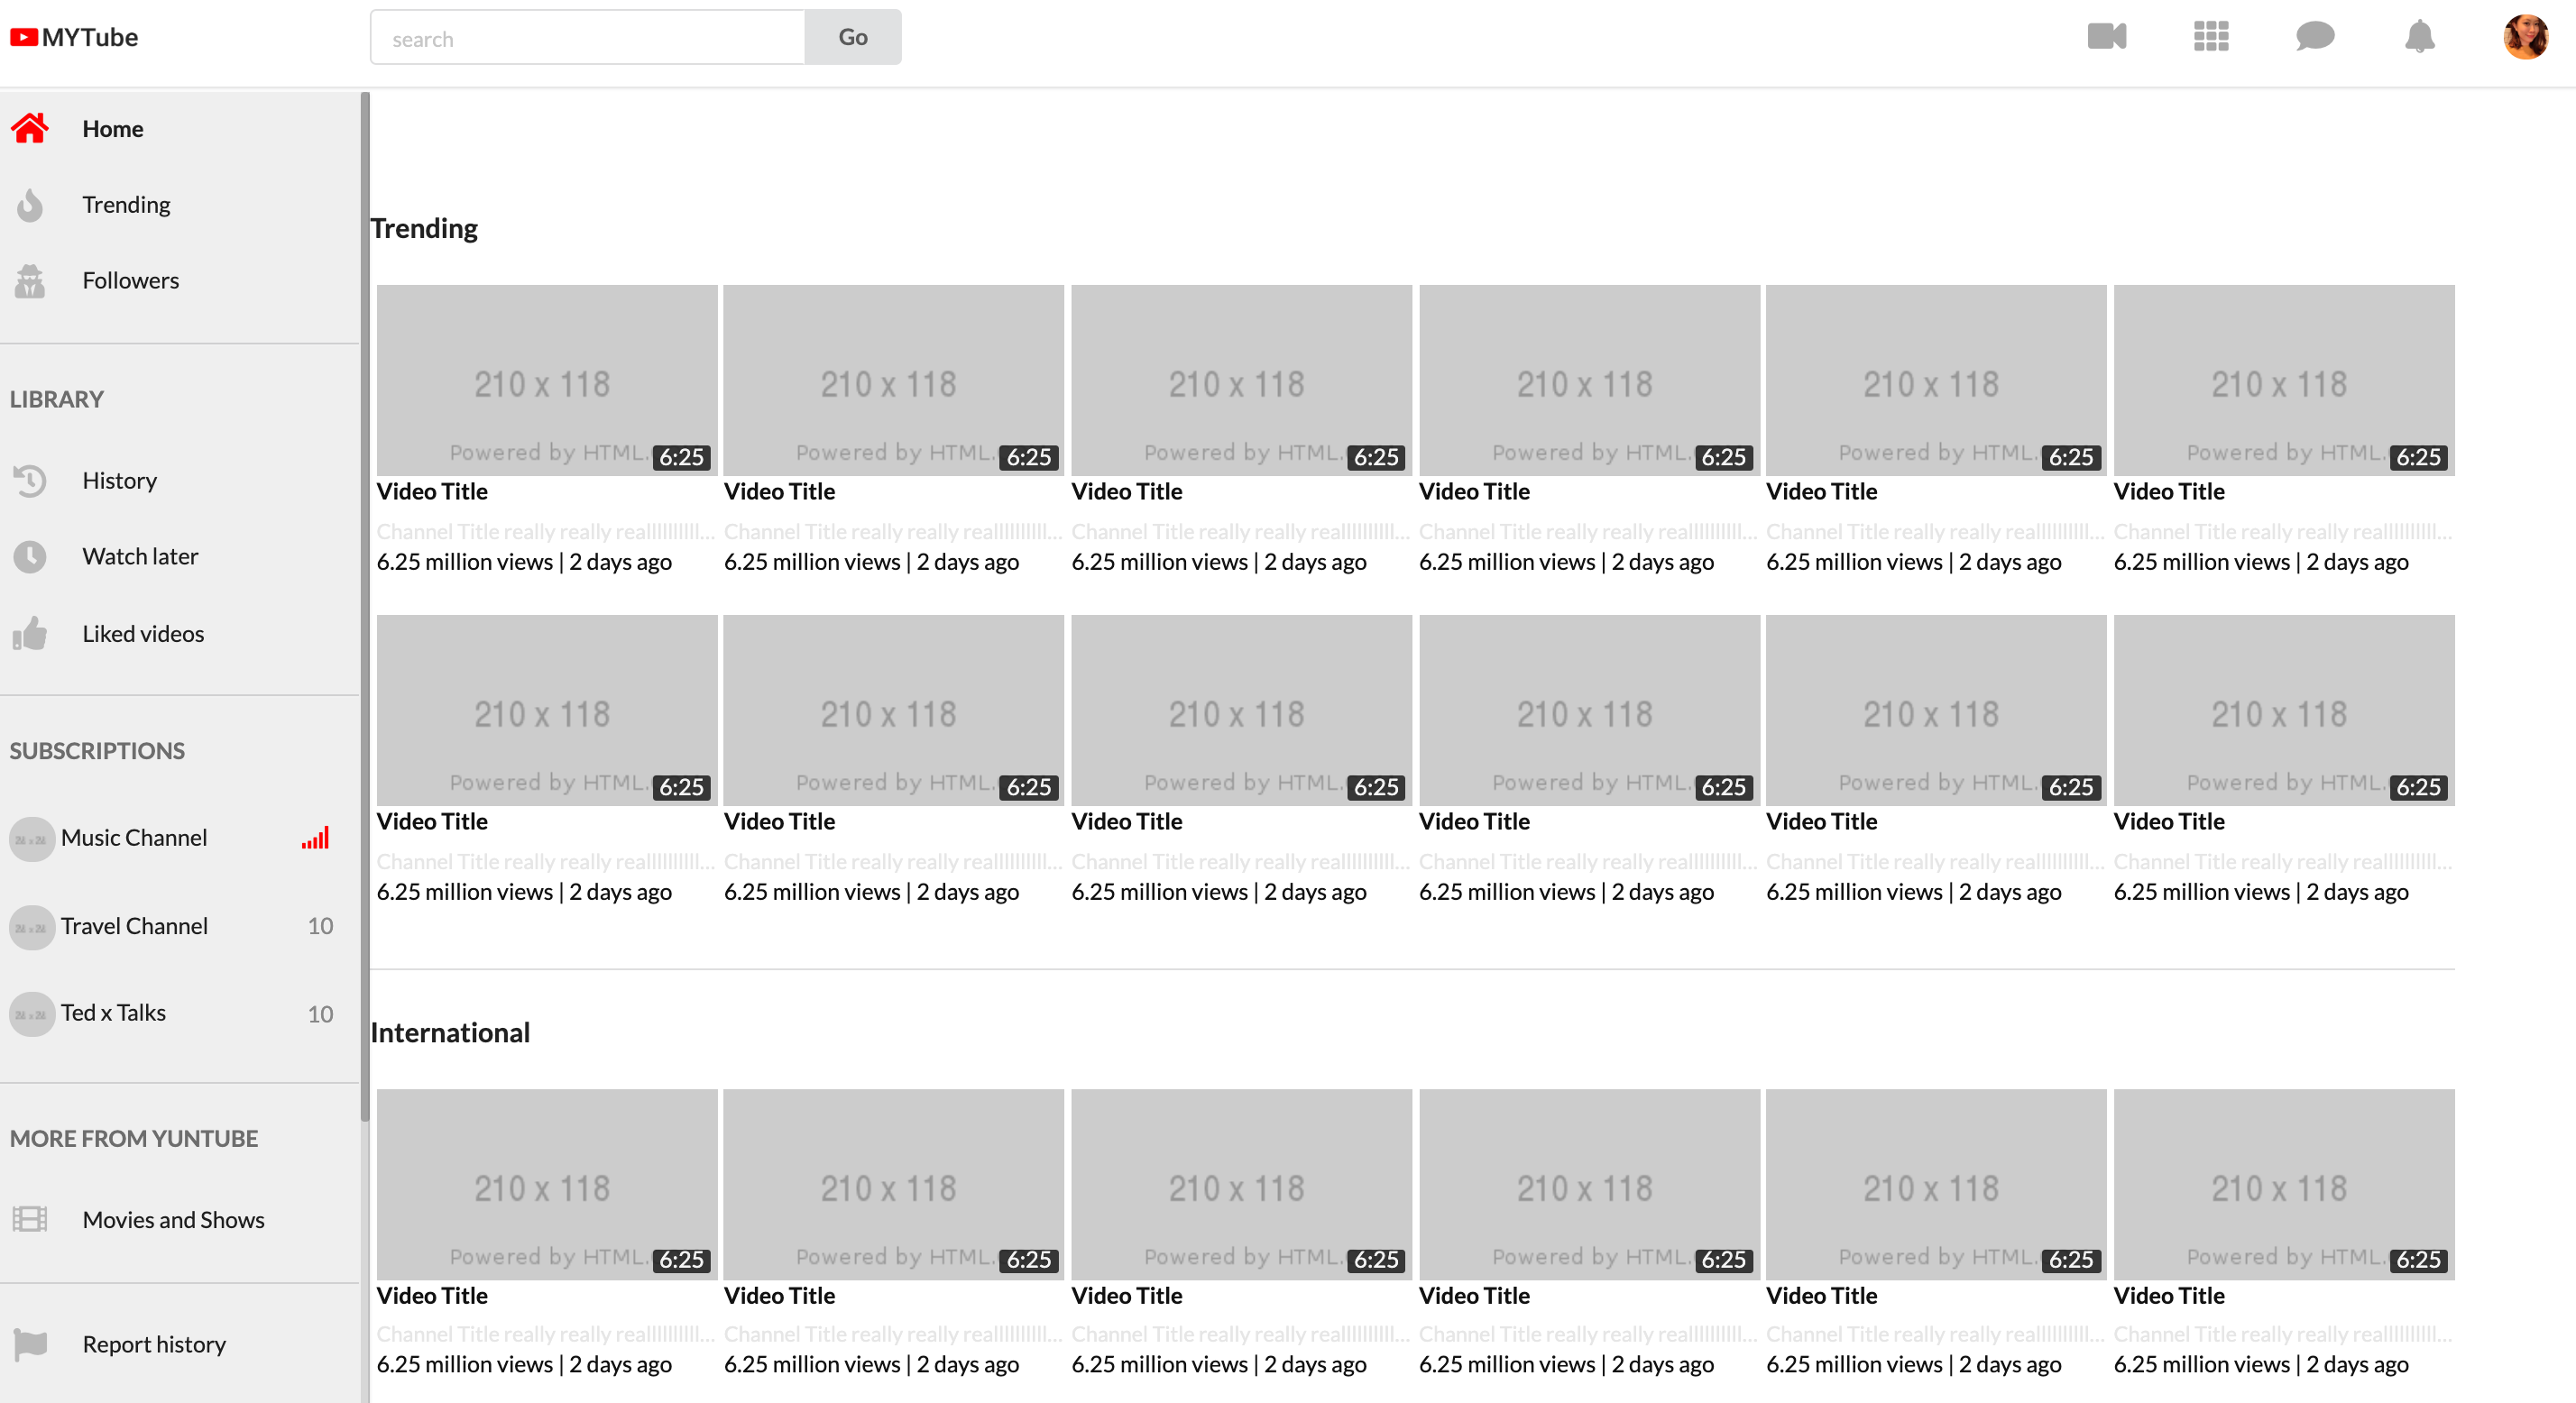 MYTube
search
Go
Home
Trending
Followers
LIBRARY
History
Watch later
Liked videos
SUBSCRIPTIONS
Music Channel
Travel Channel 10
Ted x Talks 10
MORE FROM YUNTUBE
Movies and Shows
Report history
Trending
210 x 118 210 x 118 210 x 118 210 x 118 210 x 118 210 x 118
Powered by HTML. 6:25 Powered by HTML. 6:25 Powered by HTML. 6:25 Powered by HTML. 6:25 Powered by HTML. 6:25 Powered by HTML. 6:25
Video Title Video Title Video Title Video Title Video Title Video Title
Channel Title really really reallllllllll... Channel Title really really reallllllllll... Channel Title really really reallllllllll... Channel Title really really reallllllllll... Channel Title really really reallllllllll... Channel Title really really reallllllllll...
6.25 million views | 2 days ago 6.25 million views | 2 days ago 6.25 million views | 2 days ago 6.25 million views | 2 days ago 6.25 million views | 2 days ago 6.25 million views | 2 days ago
210 x 118 210 x 118 210 x 118 210 x 118 210 x 118 210 x 118
Powered by HTML. 6:25 Powered by HTML. 6:25 Powered by HTML. 6:25 Powered by HTML. 6:25 Powered by HTML. 6:25 Powered by HTML. 6:25
Video Title Video Title Video Title Video Title Video Title Video Title
Channel Title really really reallllllllll... Channel Title really really reallllllllll... Channel Title really really reallllllllll... Channel Title really really reallllllllll... Channel Title really really reallllllllll... Channel Title really really reallllllllll...
6.25 million views | 2 days ago 6.25 million views | 2 days ago 6.25 million views | 2 days ago 6.25 million views | 2 days ago 6.25 million views | 2 days ago 6.25 million views | 2 days ago
International
210 x 118 210 x 118 210 x 118 210 x 118 210 x 118 210 x 118
Powered by HTML. 6:25 Powered by HTML. 6:25 Powered by HTML. 6:25 Powered by HTML. 6:25 Powered by HTML. 6:25 Powered by HTML. 6:25
Video Title Video Title Video Title Video Title Video Title Video Title
Channel Title really really reallllllllll... Channel Title really really reallllllllll... Channel Title really really reallllllllll... Channel Title really really reallllllllll... Channel Title really really reallllllllll... Channel Title really really reallllllllll...
6.25 million views | 2 days ago 6.25 million views | 2 days ago 6.25 million views | 2 days ago 6.25 million views | 2 days ago 6.25 million views | 2 days ago 6.25 million views | 2 days ago